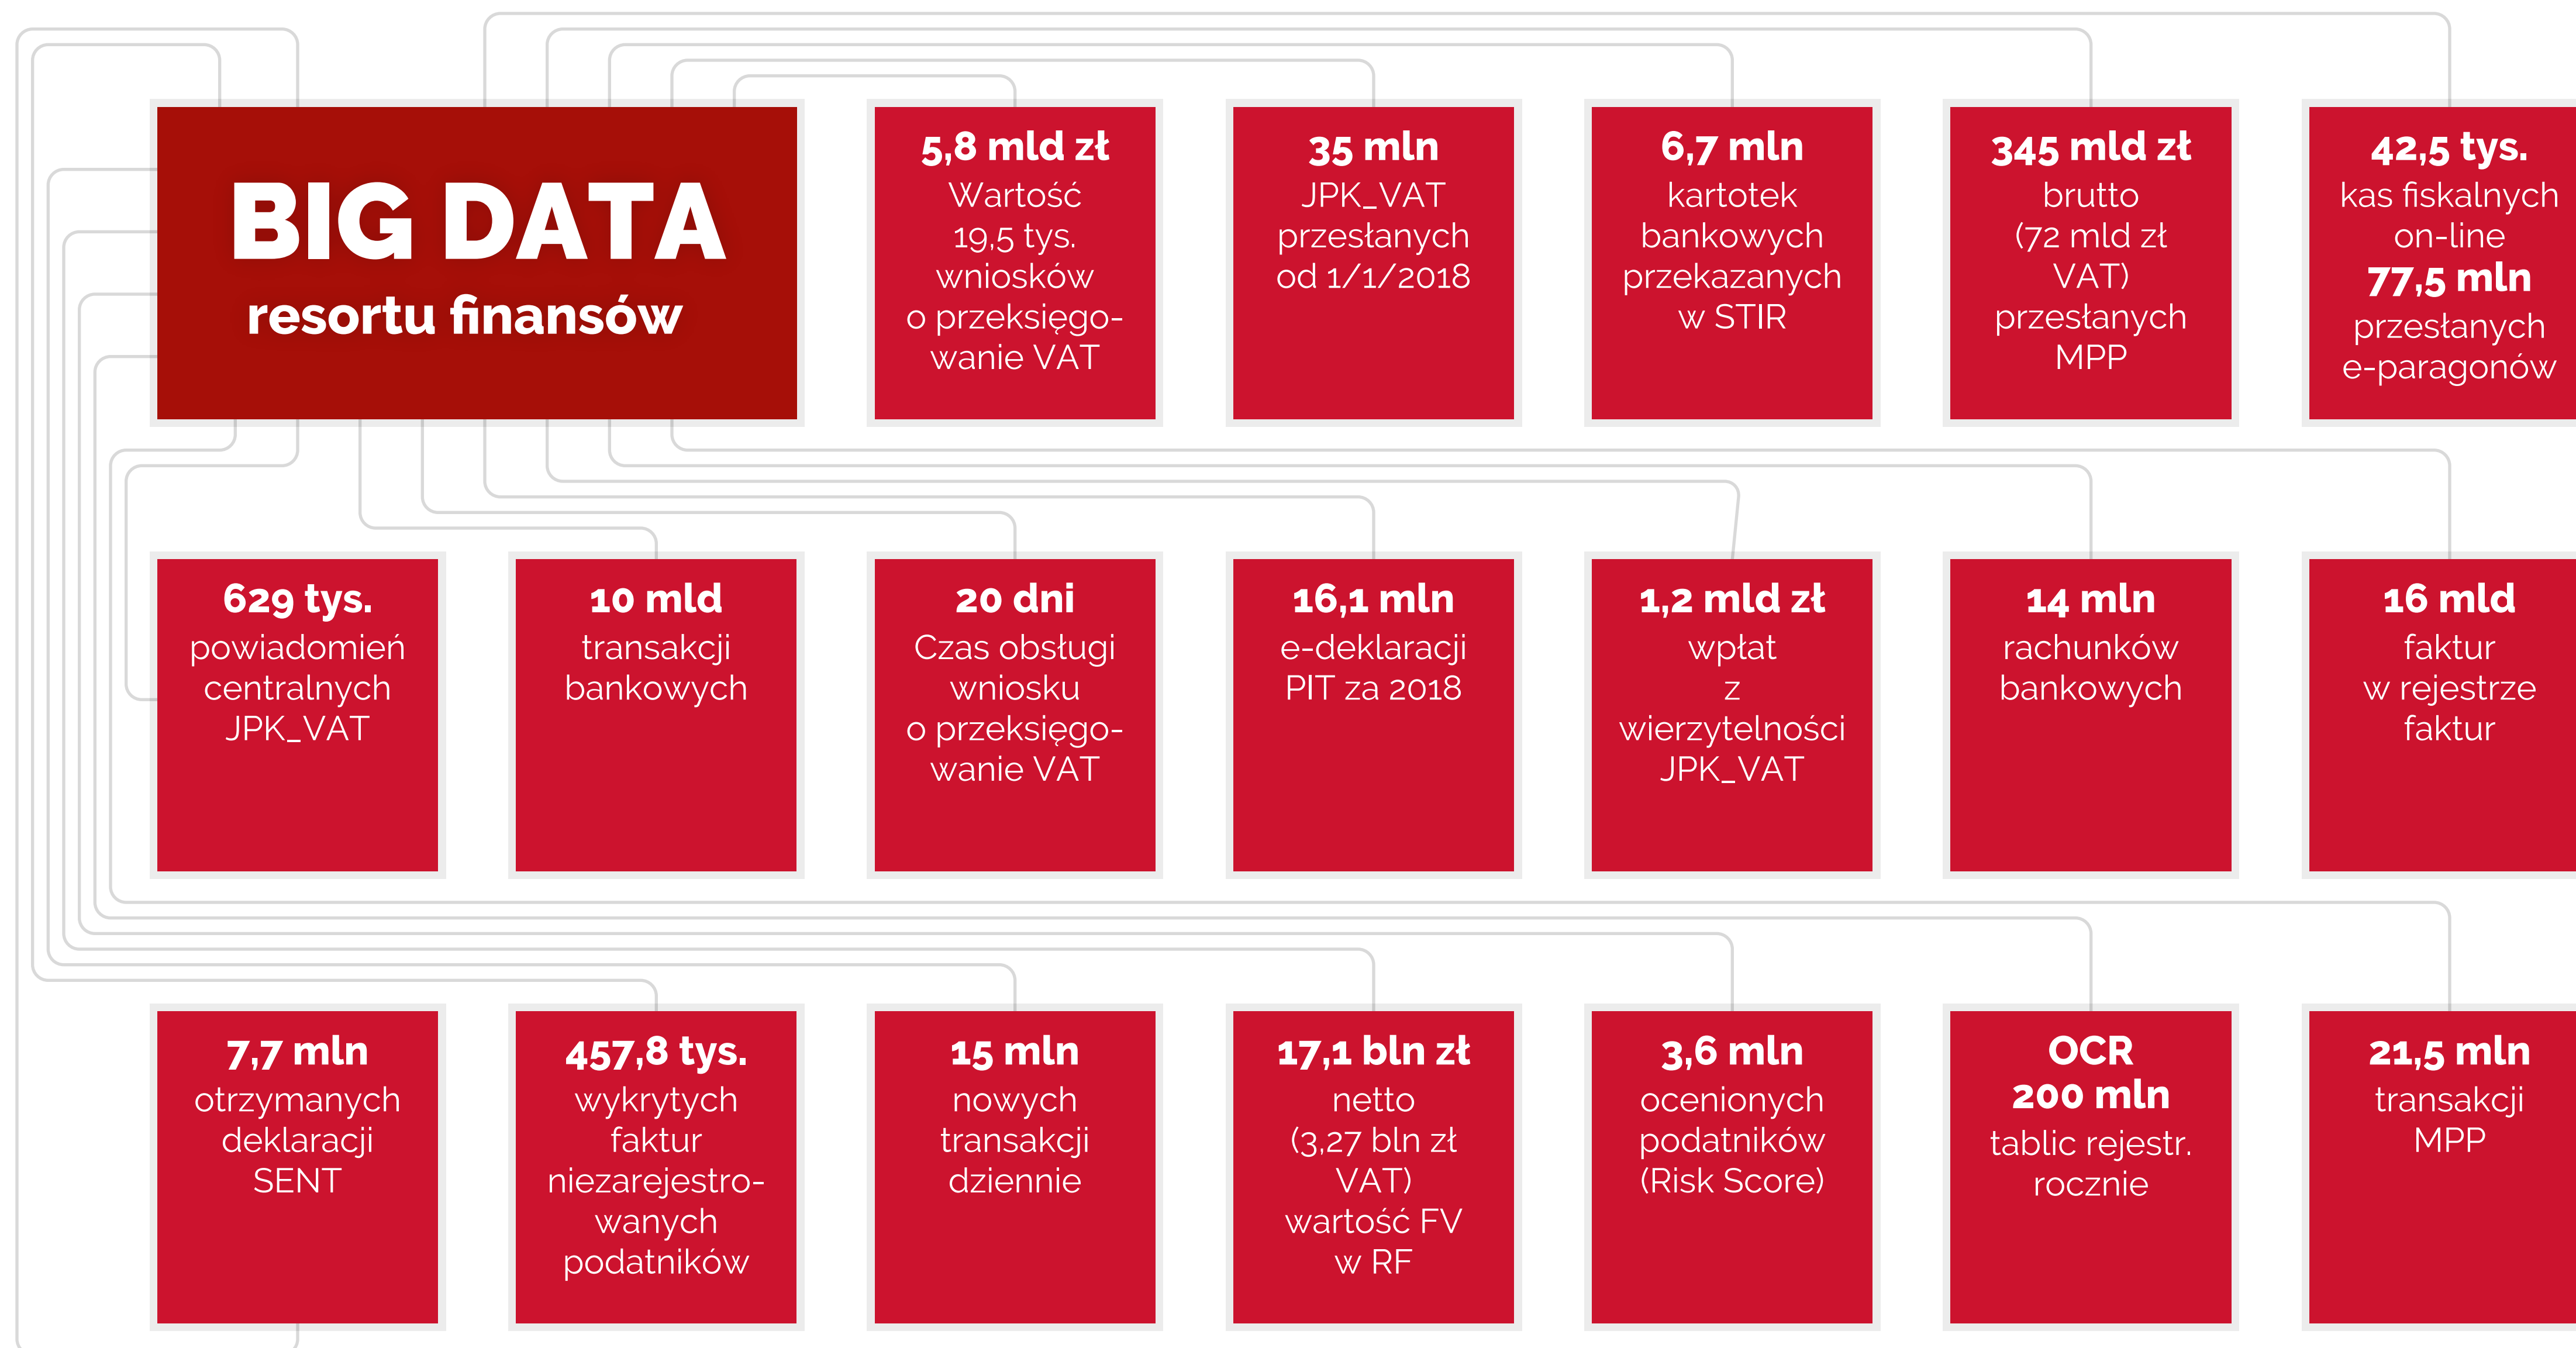 BIG DATA
resortu finansów
5,8 mld zł
Wartość
19,5 tys.
wniosków
o przeksięgo-
wanie VAT
35 mln
JPK_VAT
przesłanych
od 1/1/2018
6,7 mln
kartotek
bankowych
przekazanych
w STIR
345 mld zł
brutto
(72 mld zł
VAT)
przesłanych
MPP
42,5 tys.
kas fiskalnych
on-line
77,5 mln
przesłanych
e-paragonów
629 tys.
powiadomień
centralnych
JPK_VAT
10 mld
transakcji
bankowych
20 dni
Czas obsługi
wniosku
o przeksięgo-
wanie VAT
16,1 mln
e-deklaracji
PIT za 2018
1,2 mld zł
wpłat
z
wierzytelności
JPK_VAT
14 mln
rachunków
bankowych
16 mld
faktur
w rejestrze
faktur
7,7 mln
otrzymanych
deklaracji
SENT
457,8 tys.
wykrytych
faktur
niezarejestro-
wanych
podatników
15 mln
nowych
transakcji
dziennie
17,1 bln zł
netto
(3,27 bln zł
VAT)
wartość FV
w RF
3,6 mln
ocenionych
podatników
(Risk Score)
OCR
200 mln
tablic rejestr.
rocznie
21,5 mln
transakcji
MPP